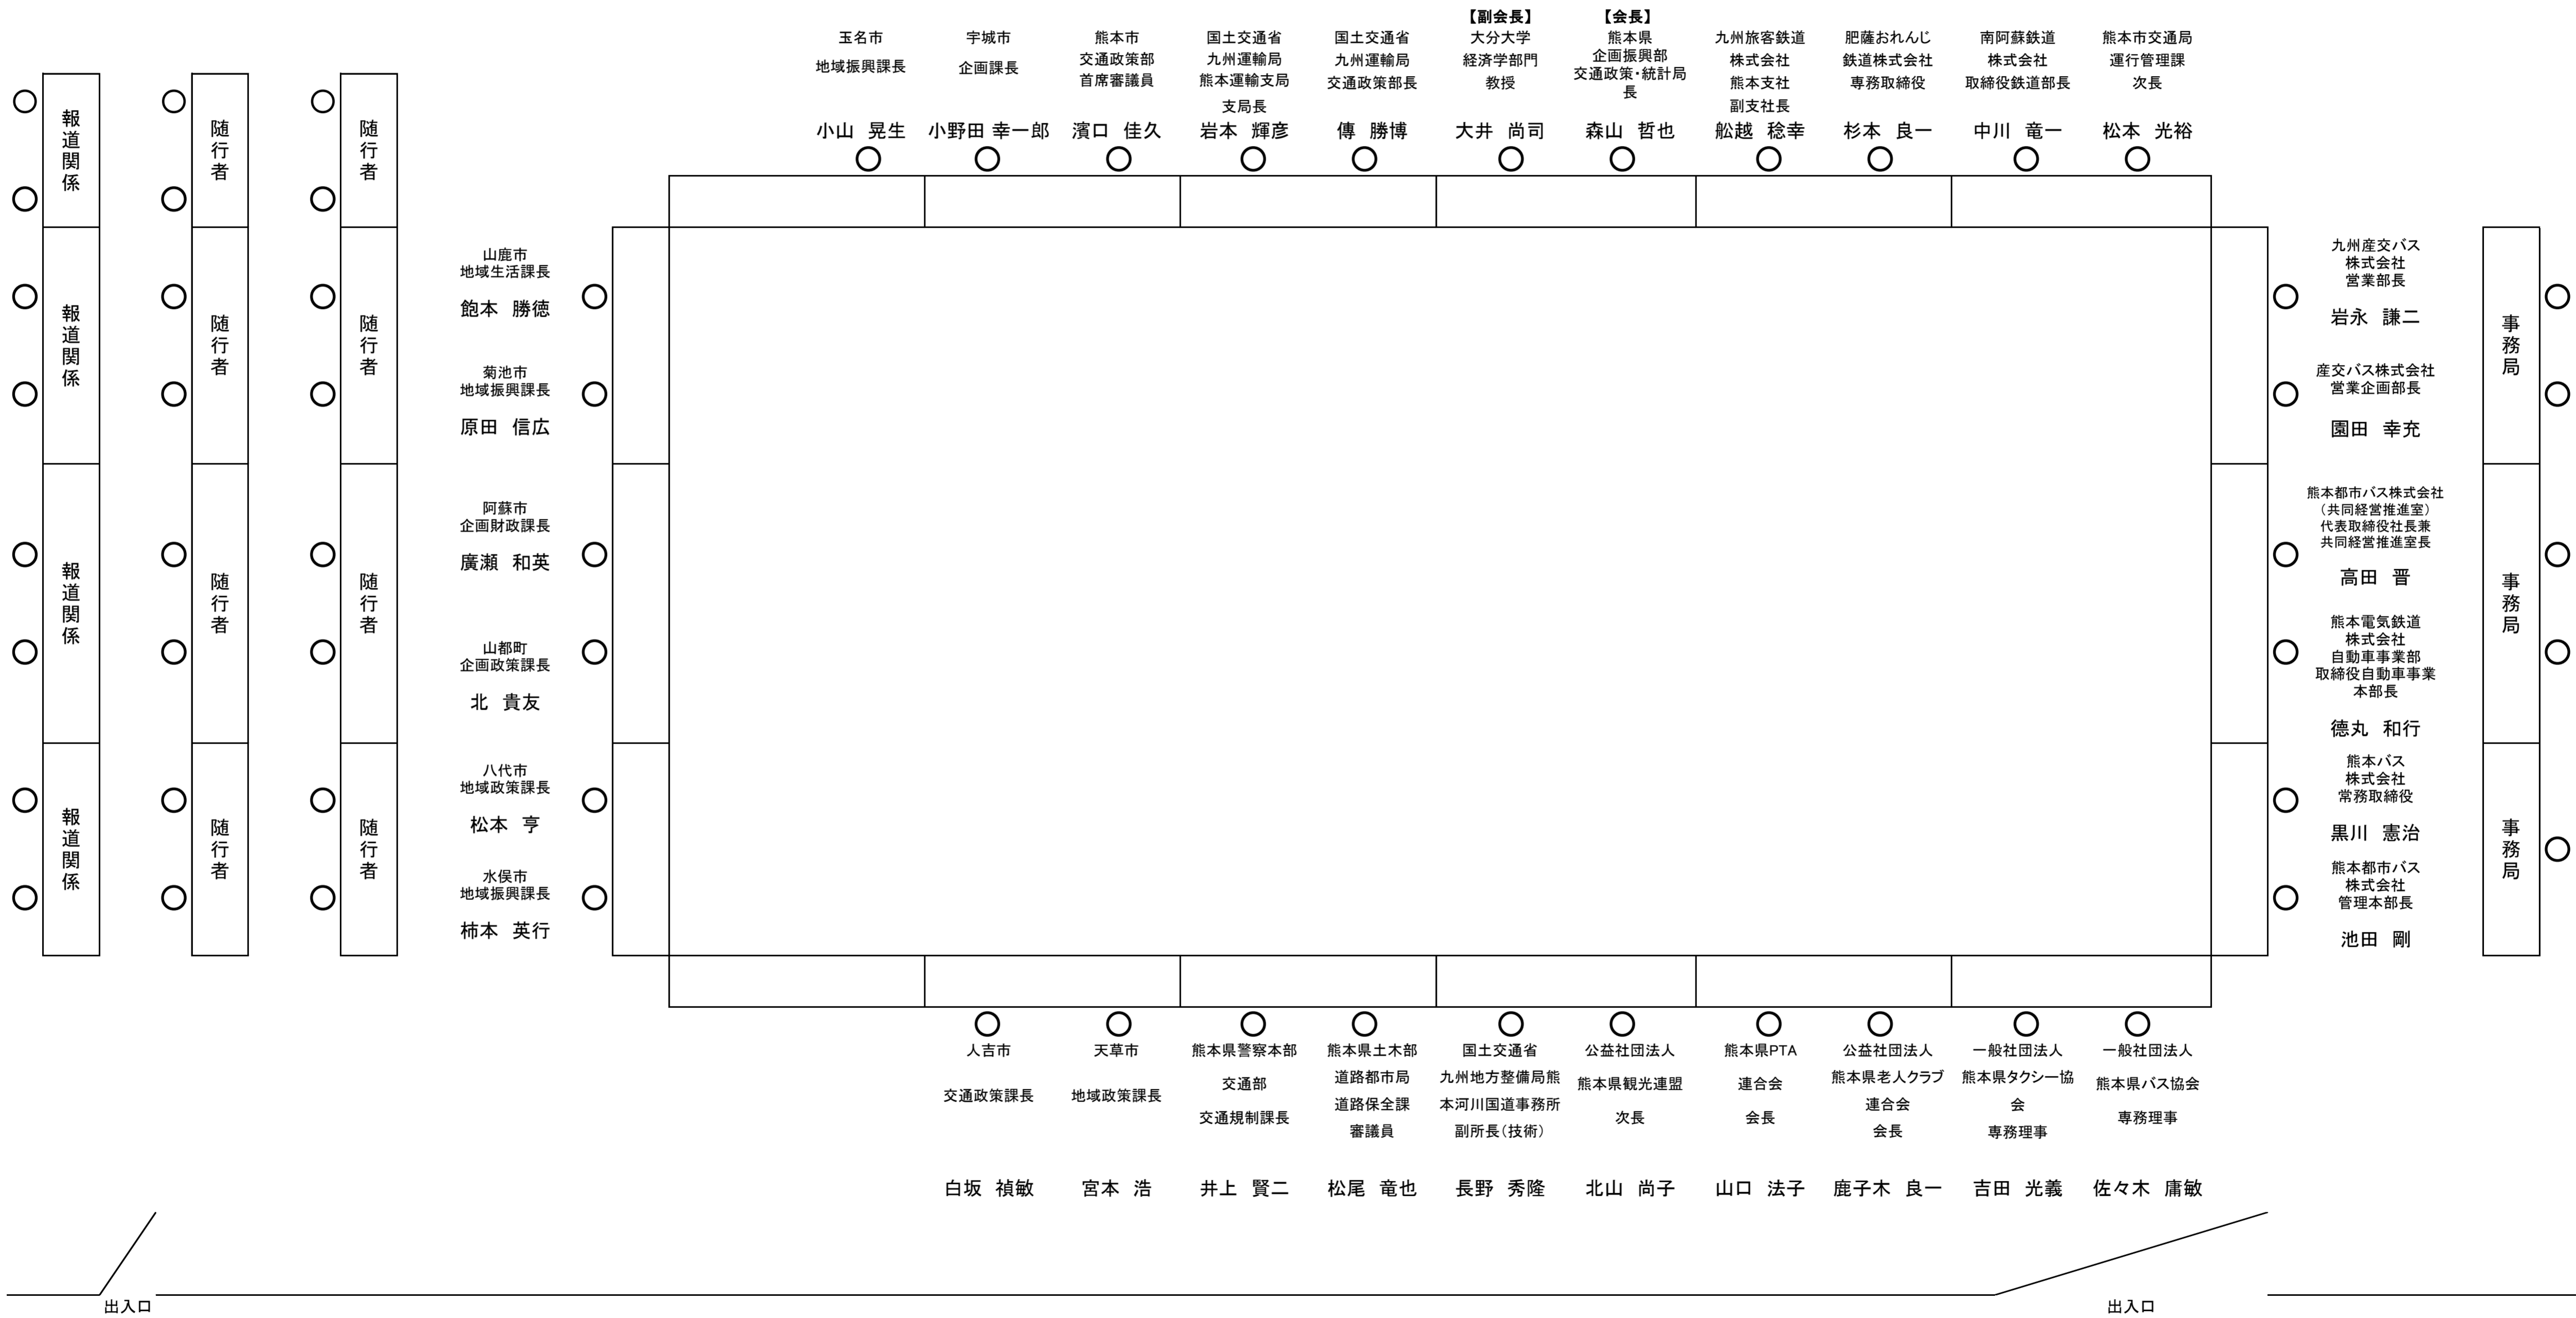 【副会長】
【会長】
玉名市
地域振興課長
小山 晃生
宇城市
企画課長
小野田 幸一郎
熊本市
交通政策部
首席審議員
濱口 佳久
国土交通省
九州運輸局
熊本運輸支局
支局長
岩本 輝彦
国土交通省
九州運輸局
交通政策部長
傳 勝博
大分大学
経済学部門
教授
大井 尚司
熊本県
企画振興部
交通政策・統計局
長
森山 哲也
九州旅客鉄道
株式会社
熊本支社
副支社長
舩越 稔幸
肥薩おれんじ
鉄道株式会社
専務取締役
杉本 良一
南阿蘇鉄道
株式会社
取締役鉄道部長
中川 竜一
熊本市交通局
運行管理課
次長
松本 光裕
報道関係
報道関係
報道関係
報道関係
随行者
随行者
随行者
随行者
随行者
随行者
随行者
随行者
山鹿市
地域生活課長
飽本 勝徳
菊池市
地域振興課長
原田 信広
阿蘇市
企画財政課長
廣瀬 和英
山都町
企画政策課長
北 貴友
八代市
地域政策課長
松本 亨
水俣市
地域振興課長
柿本 英行
九州産交バス
株式会社
営業部長
岩永 謙二
産交バス株式会社
営業企画部長
園田 幸充
熊本都市バス株式会社
（共同経営推進室）
代表取締役社長兼
共同経営推進室長
高田 晋
熊本電気鉄道
株式会社
自動車事業部
取締役自動車事業
本部長
德丸 和行
熊本バス
株式会社
常務取締役
黒川 憲治
熊本都市バス
株式会社
管理本部長
池田 剛
事務局
事務局
事務局
人吉市
交通政策課長
白坂 禎敏
天草市
地域政策課長
宮本 浩
熊本県警察本部
交通部
交通規制課長
井上 賢二
熊本県土木部
道路都市局
道路保全課
審議員
松尾 竜也
国土交通省
九州地方整備局熊
本河川国道事務所
副所長（技術）
長野 秀隆
公益社団法人
熊本県観光連盟
次長
北山 尚子
熊本県PTA
連合会
会長
山口 法子
公益社団法人
熊本県老人クラブ
連合会
会長
鹿子木 良一
一般社団法人
熊本県タクシー協
会
専務理事
吉田 光義
一般社団法人
熊本県バス協会
専務理事
佐々木 庸敏
出入口
出入口